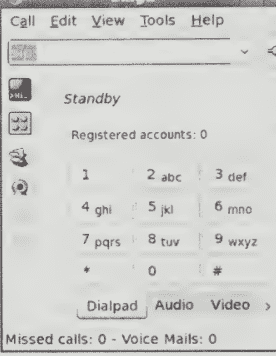 Call Edit View Tools Help
Standby
Registered accounts: 0
1 2 abc 3 def
4 ghi 5 jkl 6 mno
7 pqrs 8 tuv 9 wxyz
* 0 #
Dialpad Audio Video >
Missed calls: 0 - Voice Mails: 0